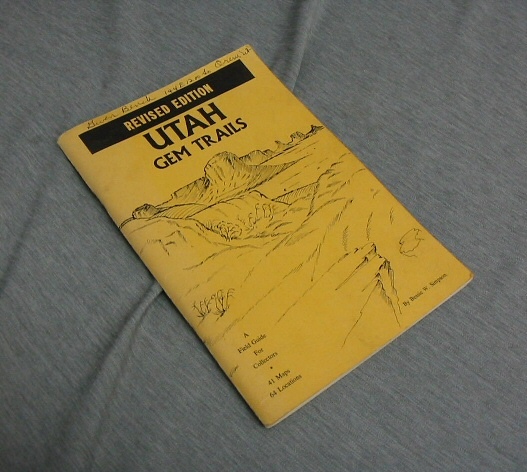 REVISED EDITION
UTAH
GEM TRAILS
A
Field Guide
For
Collectors
•
41 Maps
64 Locations
By Bessie W. Simpson